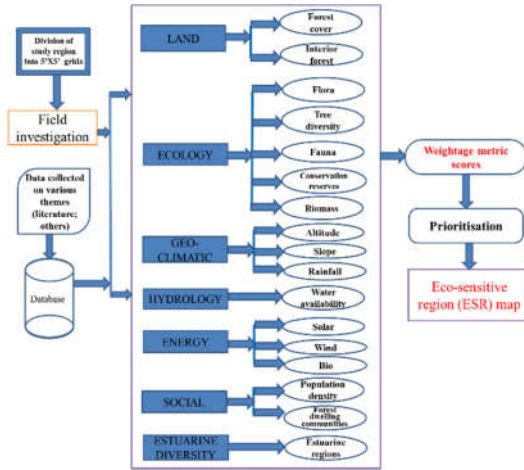 Division of
study region
into 5'X5' grids
Field
investigation
Data collected
on various
themes
(literature;
others)
Database
LAND
Forest
cover
Interior
forest
ECOLOGY
Flora
Tree
diversity
Fauna
Conservation
reserves
Biomass
GEO-
CLIMATIC
Altitude
Slope
Rainfall
HYDROLOGY
Water
availability
ENERGY
Solar
Wind
Bio
SOCIAL
Population
density
Forest
dwelling
communities
ESTUARINE
DIVERSITY
Estuarine
regions
Weightage metric
scores
Prioritisation
Eco-sensitive
region (ESR) map